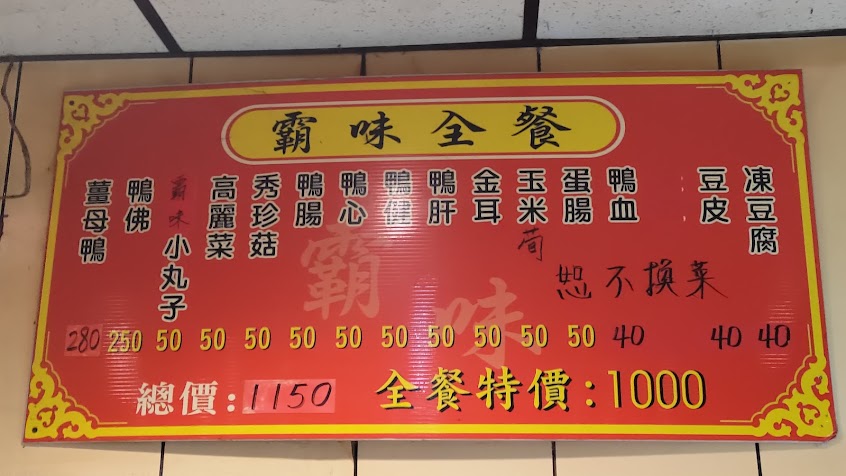 霸味全餐
薑母鴨
鴨佛
霸味小丸子
高麗菜
秀珍菇
鴨腸
鴨心
鴨健
鴨肝
金耳
玉米荀
蛋腸
鴨血
豆皮
凍豆腐
恕不換菜
霸味
280 250 50 50 50 50 50 50 50 50 50 50 40 40 40
總價:1150 全餐特價:1000